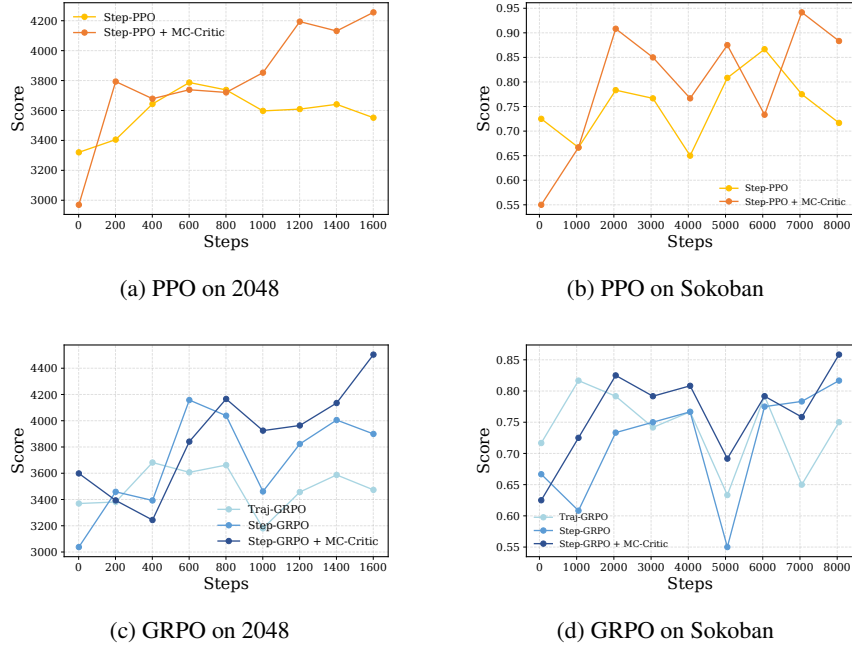 4200
4000
3800
3600
3400
3200
3000
Score
Step-PPO
Step-PPO + MC-Critic
0 200 400 600 800 1000 1200 1400 1600
Steps
(a) PPO on 2048
0.95
0.90
0.85
0.80
0.75
0.70
0.65
0.60
0.55
Score
Step-PPO
Step-PPO + MC-Critic
0 1000 2000 3000 4000 5000 6000 7000 8000
Steps
(b) PPO on Sokoban
4400
4200
4000
3800
3600
3400
3200
3000
Score
Traj-GRPO
Step-GRPO
Step-GRPO + MC-Critic
0 200 400 600 800 1000 1200 1400 1600
Steps
(c) GRPO on 2048
0.85
0.80
0.75
0.70
0.65
0.60
0.55
Score
Traj-GRPO
Step-GRPO
Step-GRPO + MC-Critic
0 1000 2000 3000 4000 5000 6000 7000 8000
Steps
(d) GRPO on Sokoban